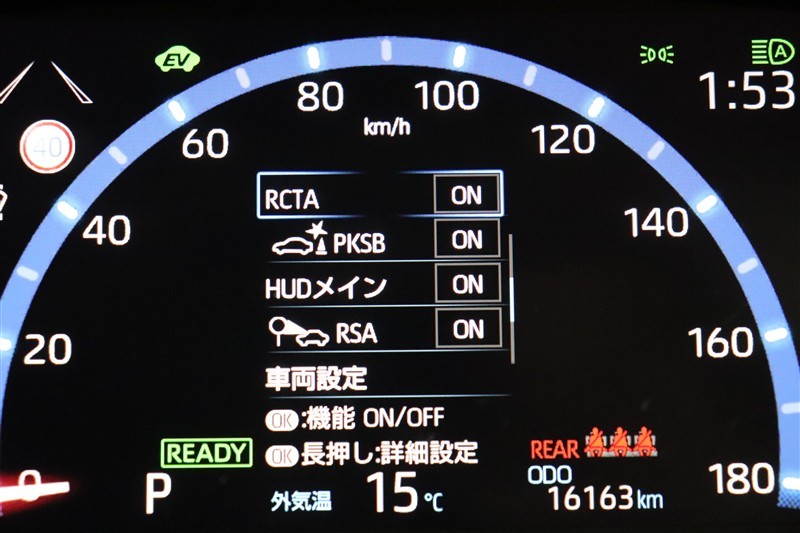 EV
A
1:53
40
80
100
km/h
60
120
40
140
20
160
0
180
RCTA ON
PKSB ON
HUDメイン ON
RSA ON
車両設定
OK:機能 ON/OFF
OK長押し:詳細設定
READY
P
外気温 15℃
REAR
ODO
16163km